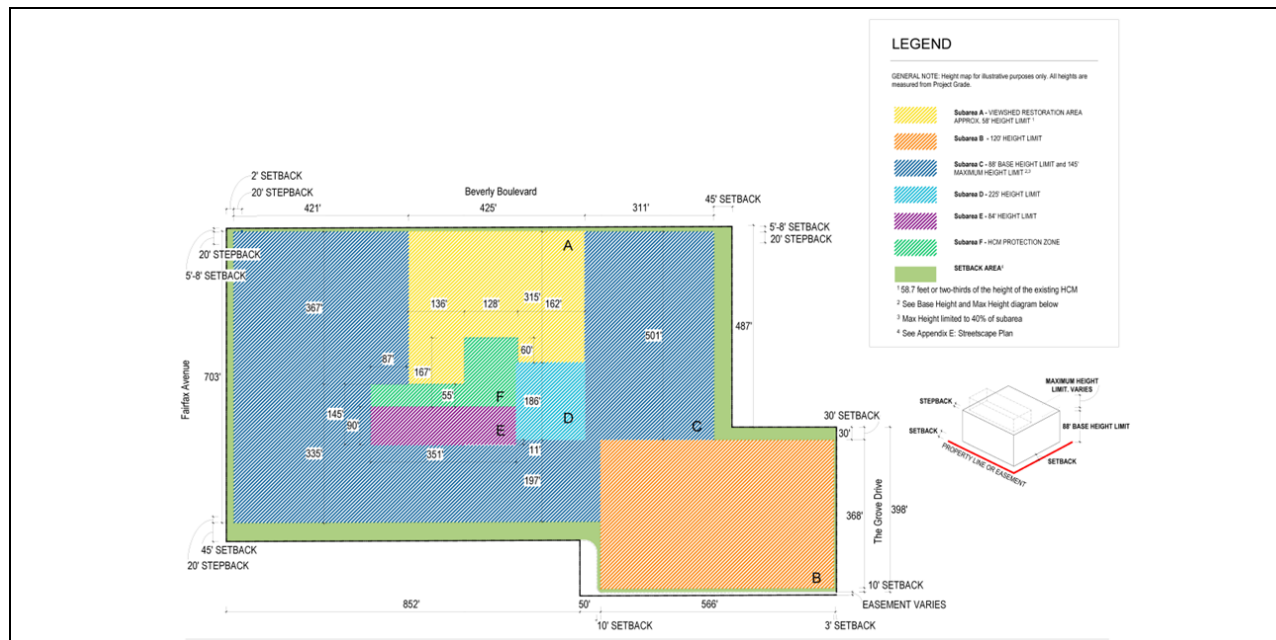 LEGEND
GENERAL NOTE: Height map for illustrative purposes only. All heights are
measured from Project Grade.
Subarea A - VIEWSHED RESTORATION AREA
APPROX. 58' HEIGHT LIMIT 1
Subarea B - 120' HEIGHT LIMIT
Subarea C - 88' BASE HEIGHT LIMIT and 145'
MAXIMUM HEIGHT LIMIT 2,3
Subarea D - 225' HEIGHT LIMIT
Subarea E - 84' HEIGHT LIMIT
Subarea F - HCM PROTECTION ZONE
SETBACK AREA4
1 58.7 feet or two-thirds of the height of the existing HCM
2 See Base Height and Max Height diagram below
3 Max Height limited to 40% of subarea
4 See Appendix E: Streetscape Plan
2' SETBACK
20' STEPBACK
Beverly Boulevard
45' SETBACK
421'
425'
311'
5'-8' SETBACK
20' STEPBACK
20' STEPBACK
5'-8' SETBACK
A
367'
136'
128'
315'
162'
501'
487'
87'
167'
60'
Fairfax Avenue
703'
55'
F
186'
D
145'
90'
E
C
11'
335'
351'
197'
30' SETBACK
30'
368'
The Grove Drive
398'
B
45' SETBACK
20' STEPBACK
10' SETBACK
EASEMENT VARIES
852'
50'
566'
10' SETBACK
3' SETBACK
MAXIMUM HEIGHT
LIMIT. VARIES
STEPBACK
88' BASE HEIGHT LIMIT
SETBACK
SETBACK
PROPERTY LINE OR EASEMENT